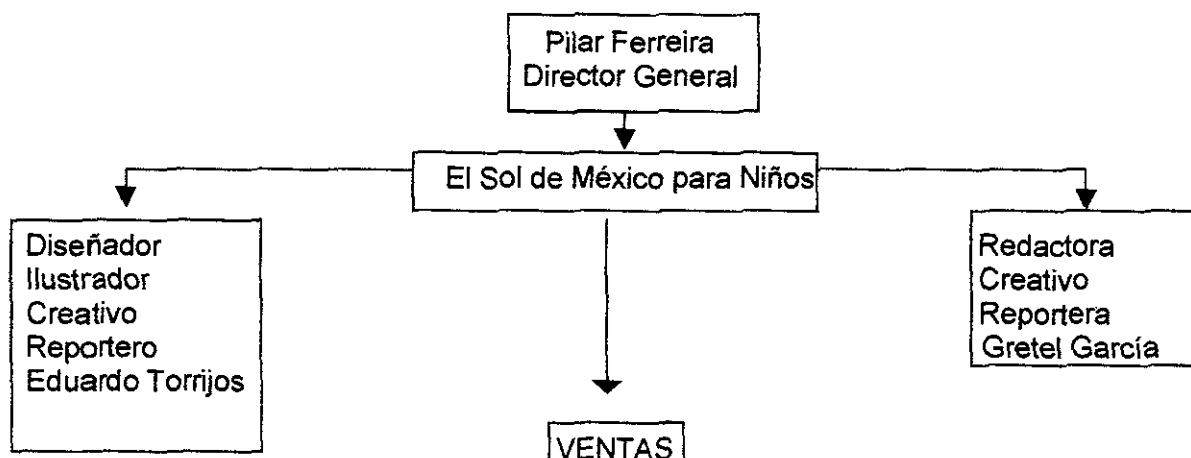 Pilar Ferreira
Director General
El Sol de México para Niños
Diseñador
Ilustrador
Creativo
Reportero
Eduardo Torrijos
Redactora
Creativo
Reportera
Gretel García
VENTAS